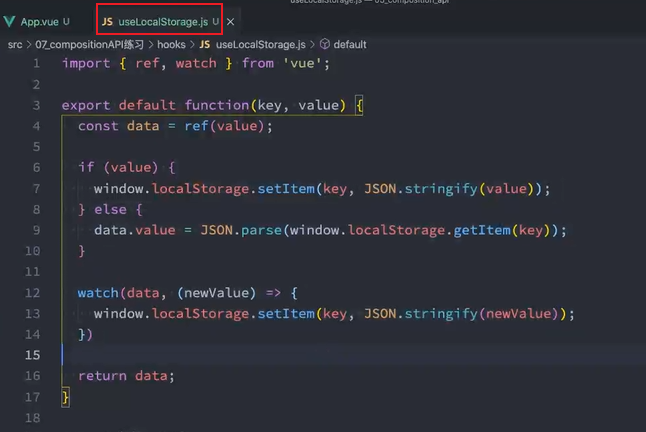 useLocalStorage.js — 03_composition_api
App.vue U JS useLocalStorage.js U ×
src > 07_compositionAPI练习 > hooks > JS useLocalStorage.js > default
1 import { ref, watch } from 'vue';
2
3 export default function(key, value) {
4 const data = ref(value);
5
6 if (value) {
7 window.localStorage.setItem(key, JSON.stringify(value));
8 } else {
9 data.value = JSON.parse(window.localStorage.getItem(key));
10 }
11
12 watch(data, (newValue) => {
13 window.localStorage.setItem(key, JSON.stringify(newValue));
14 })
15
16 return data;
17 }
18